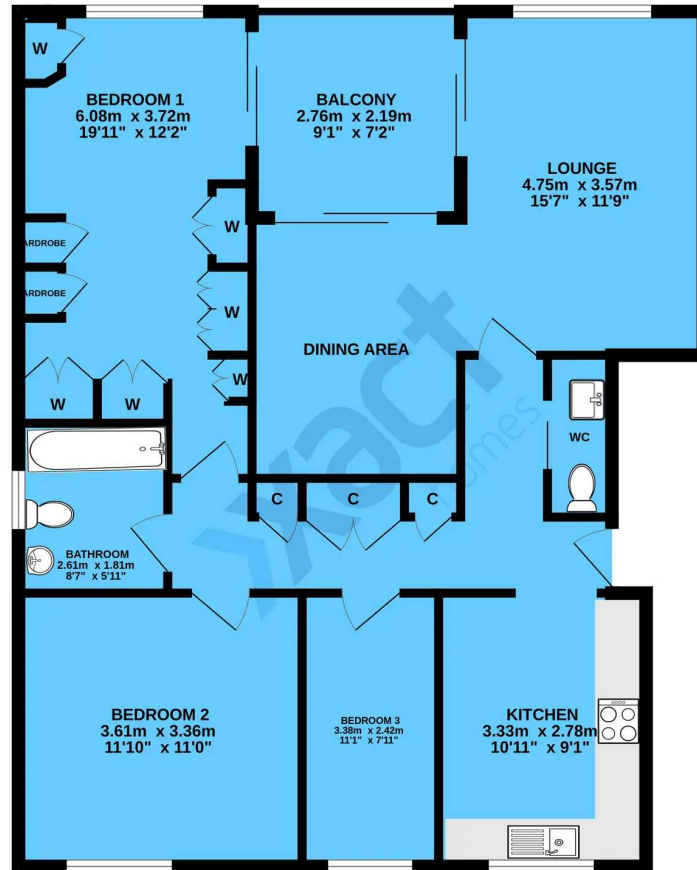 W
BEDROOM 1
6.08m x 3.72m
19'11" x 12'2"
BALCONY
2.76m x 2.19m
9'1" x 7'2"
LOUNGE
4.75m x 3.57m
15'7" x 11'9"
W
ARDROBE
ARDROBE
W
W
W
W
DINING AREA
WC
C
C
C
xact
homes
BATHROOM
2.61m x 1.81m
8'7" x 5'11"
BEDROOM 2
3.61m x 3.36m
11'10" x 11'0"
BEDROOM 3
3.38m x 2.42m
11'1" x 7'11"
KITCHEN
3.33m x 2.78m
10'11" x 9'1"